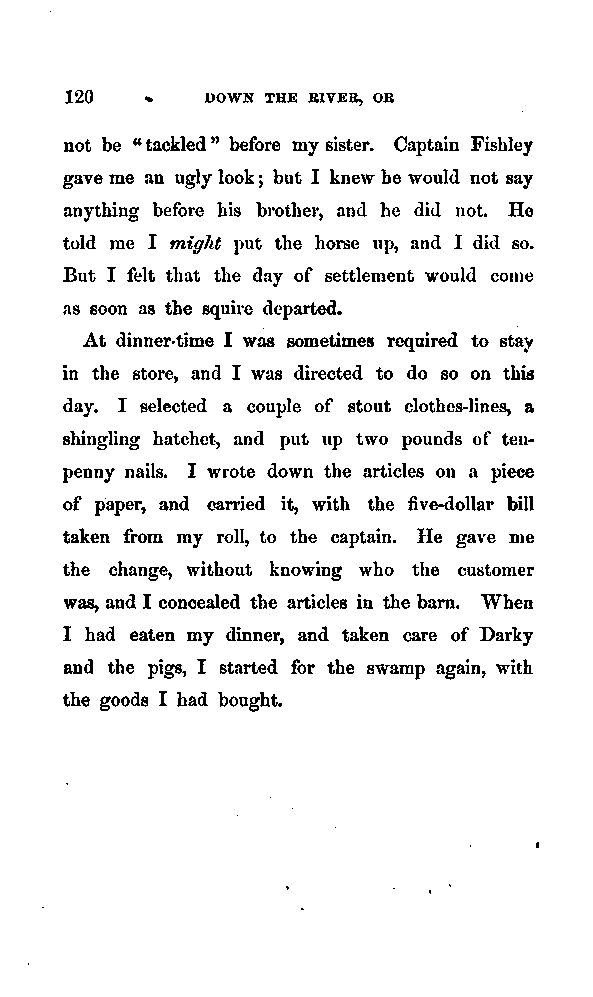 120 DOWN THE RIVER, OR
not be "tackled" before my sister. Captain Fishley
gave me an ugly look; but I knew he would not say
anything before his brother, and he did not. He
told me I might put the horse up, and I did so.
But I felt that the day of settlement would come
as soon as the squire departed.
At dinner-time I was sometimes required to stay
in the store, and I was directed to do so on this
day. I selected a couple of stout clothes-lines, a
shingling hatchet, and put up two pounds of ten-
penny nails. I wrote down the articles on a piece
of paper, and carried it, with the five-dollar bill
taken from my roll, to the captain. He gave me
the change, without knowing who the customer
was, and I concealed the articles in the barn. When
I had eaten my dinner, and taken care of Darky
and the pigs, I started for the swamp again, with
the goods I had bought.